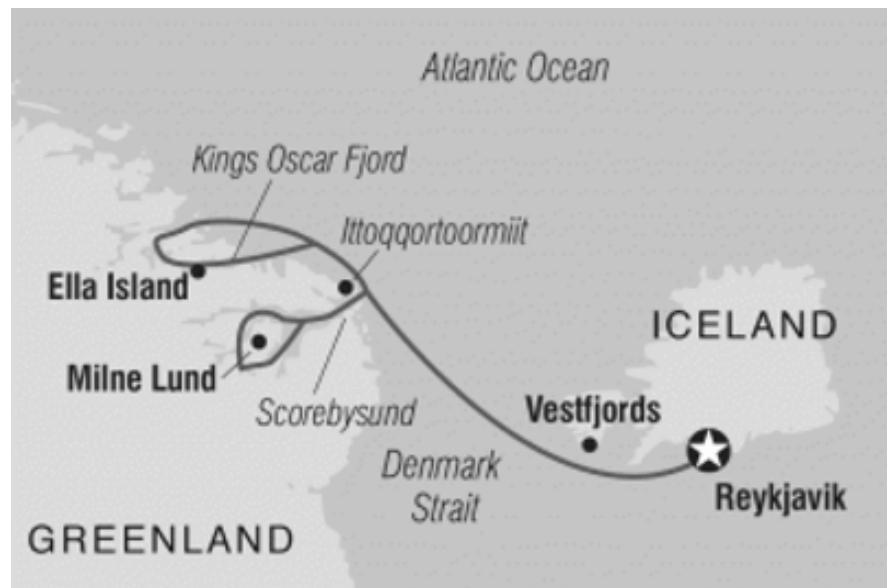 Atlantic Ocean
Kings Oscar Fjord
Ittoqqortoormiit
Ella Island
ICELAND
Milne Lund
Scorebysund
Vestfjords
Denmark
Strait
Reykjavik
GREENLAND